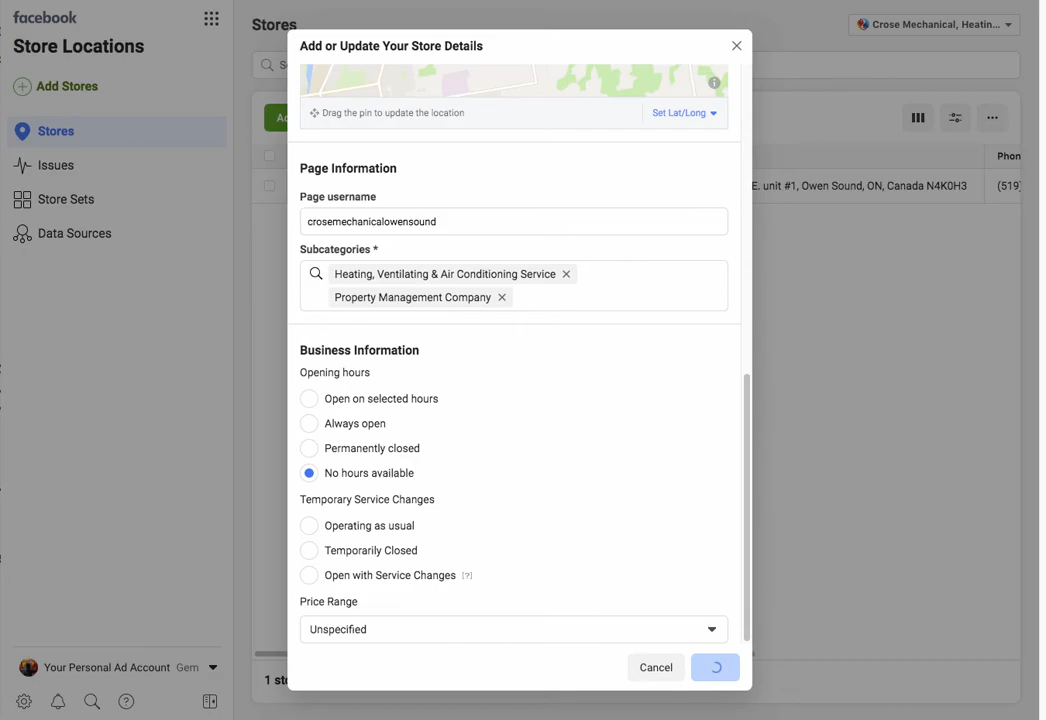 facebook
Store Locations
Add Stores
Stores
Issues
Store Sets
Data Sources
Your Personal Ad Account Gem
Stores
Crose Mechanical, Heatin...
Phon
E. unit #1, Owen Sound, ON, Canada N4K0H3
(519)
1 sto
Add or Update Your Store Details
Drag the pin to update the location
Set Lat/Long
Page Information
Page username
crosemechanicalowensound
Subcategories *
Heating, Ventilating & Air Conditioning Service
Property Management Company
Business Information
Opening hours
Open on selected hours
Always open
Permanently closed
No hours available
Temporary Service Changes
Operating as usual
Temporarily Closed
Open with Service Changes [?]
Price Range
Unspecified
Cancel